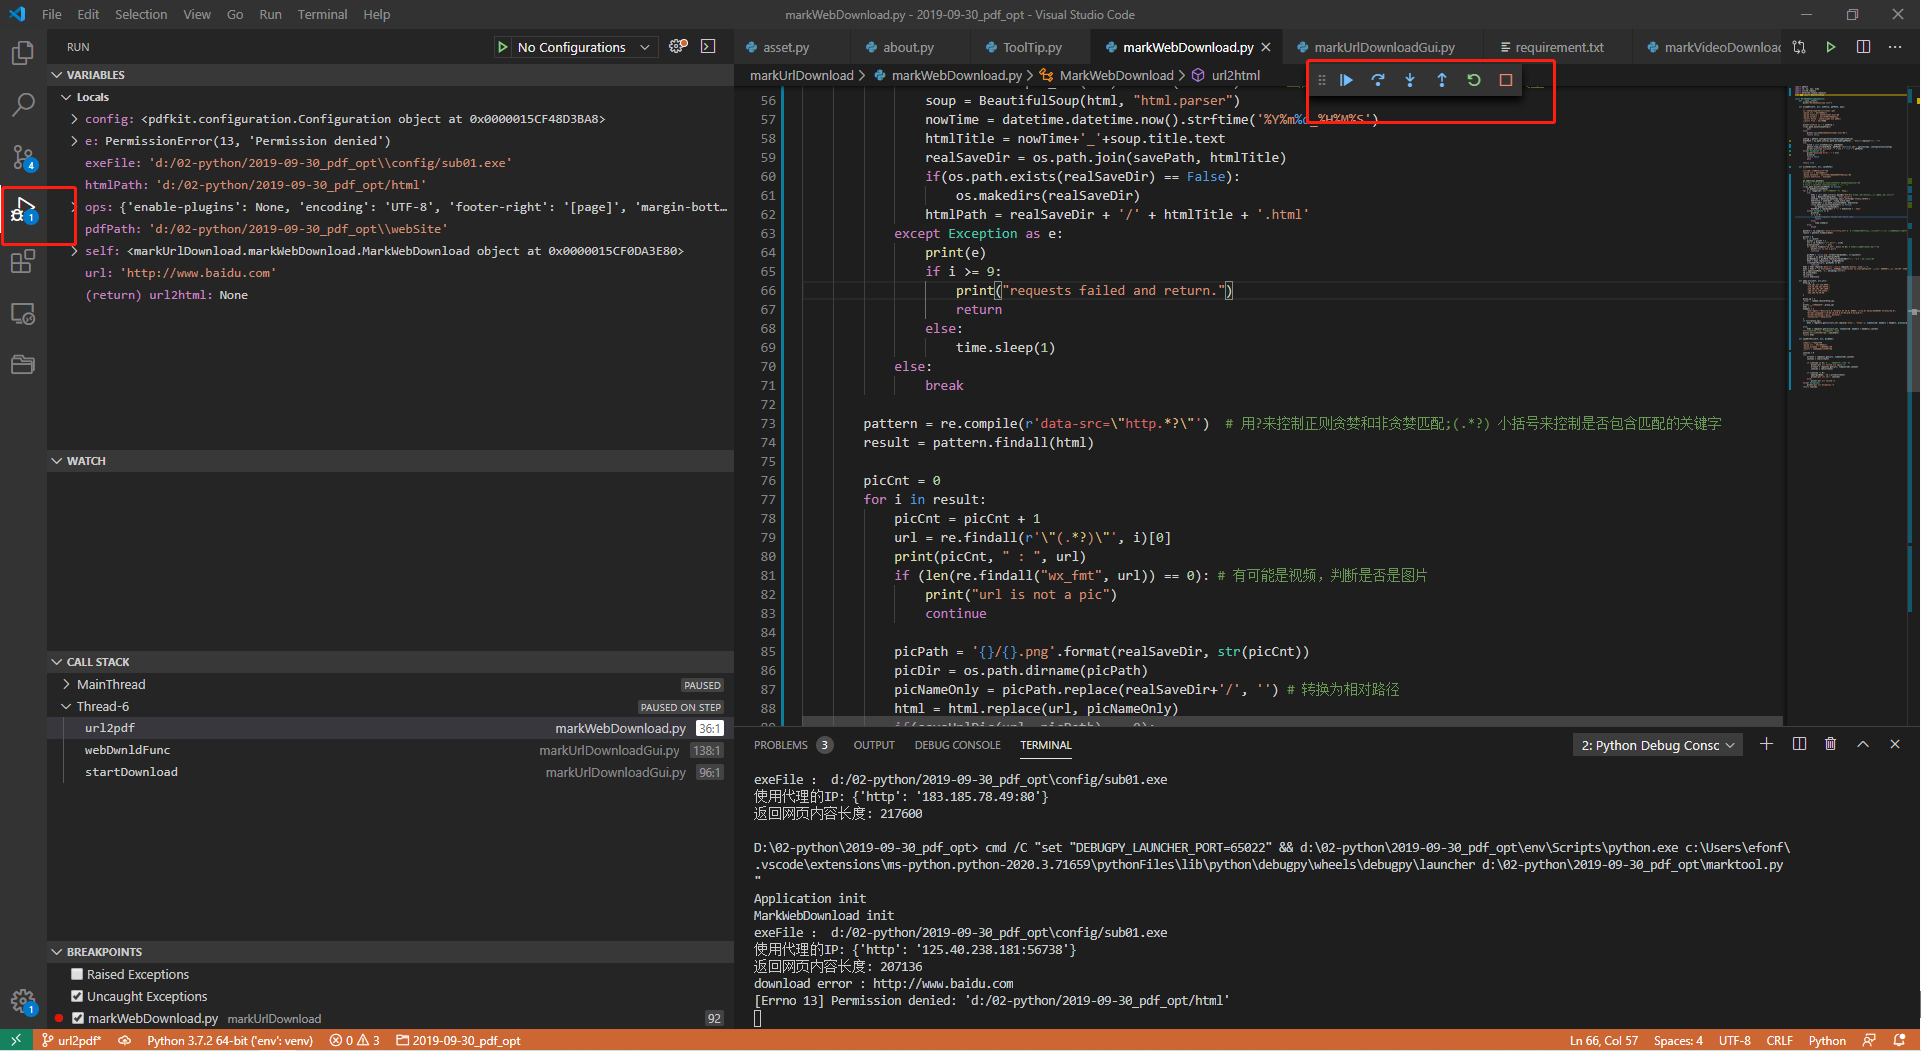 File Edit Selection View Go Run Terminal Help
markWebDownload.py - 2019-09-30_pdf_opt - Visual Studio Code
RUN
No Configurations
asset.py about.py ToolTip.py markWebDownload.py markUrlDownloadGui.py requirement.txt markVideoDownloac
markUrlDownload > markWebDownload.py > MarkWebDownload > url2html
VARIABLES
Locals
config: <pdfkit.configuration.Configuration object at 0x0000015CF48D3BA8>
e: PermissionError(13, 'Permission denied')
exeFile: 'd:/02-python/2019-09-30_pdf_opt\\config/sub01.exe'
htmlPath: 'd:/02-python/2019-09-30_pdf_opt/html'
ops: {'enable-plugins': None, 'encoding': 'UTF-8', 'footer-right': '[page]', 'margin-bott…
pdfPath: 'd:/02-python/2019-09-30_pdf_opt\\webSite'
self: <markUrlDownload.markWebDownload.MarkWebDownload object at 0x0000015CF0DA3E80>
url: 'http://www.baidu.com'
(return) url2html: None
4
1
WATCH
CALL STACK
MainThread PAUSED
Thread-6 PAUSED ON STEP
url2pdf markWebDownload.py 36:1
webDwnldFunc markUrlDownloadGui.py 138:1
startDownload markUrlDownloadGui.py 96:1
BREAKPOINTS
Raised Exceptions
Uncaught Exceptions
markWebDownload.py markUrlDownload 92
1
56 soup = BeautifulSoup(html, "html.parser")
57 nowTime = datetime.datetime.now().strftime('%Y%m%d_%H%M%S')
58 htmlTitle = nowTime+'_'+soup.title.text
59 realSaveDir = os.path.join(savePath, htmlTitle)
60 if(os.path.exists(realSaveDir) == False):
61 os.makedirs(realSaveDir)
62 htmlPath = realSaveDir + '/' + htmlTitle + '.html'
63 except Exception as e:
64 print(e)
65 if i >= 9:
66 print("requests failed and return.")
67 return
68 else:
69 time.sleep(1)
70 else:
71 break
72
73 pattern = re.compile(r'data-src=\"http.*?\"') # 用?来控制正则贪婪和非贪婪匹配;(.*?) 小括号来控制是否包含匹配的关键字
74 result = pattern.findall(html)
75
76 picCnt = 0
77 for i in result:
78 picCnt = picCnt + 1
79 url = re.findall(r'\"(.*?)\"', i)[0]
80 print(picCnt, " : ", url)
81 if (len(re.findall("wx_fmt", url)) == 0): # 有可能是视频，判断是否是图片
82 print("url is not a pic")
83 continue
84
85 picPath = '{}/{}.png'.format(realSaveDir, str(picCnt))
86 picDir = os.path.dirname(picPath)
87 picNameOnly = picPath.replace(realSaveDir+'/', '') # 转换为相对路径
88 html = html.replace(url, picNameOnly)
PROBLEMS 3 OUTPUT DEBUG CONSOLE TERMINAL 2: Python Debug Consc
exeFile :  d:/02-python/2019-09-30_pdf_opt\config/sub01.exe
使用代理的IP: {'http': '183.185.78.49:80'}
返回网页内容长度: 217600
D:\02-python\2019-09-30_pdf_opt> cmd /C "set "DEBUGPY_LAUNCHER_PORT=65022" && d:\02-python\2019-09-30_pdf_opt\env\Scripts\python.exe c:\Users\efonf\
.vscode\extensions\ms-python.python-2020.3.71659\pythonFiles\lib\python\debugpy\wheels\debugpy\launcher d:\02-python\2019-09-30_pdf_opt\marktool.py
"
Application init
MarkWebDownload init
exeFile :  d:/02-python/2019-09-30_pdf_opt\config/sub01.exe
使用代理的IP: {'http': '125.40.238.181:56738'}
返回网页内容长度: 207136
download error : http://www.baidu.com
[Errno 13] Permission denied: 'd:/02-python/2019-09-30_pdf_opt/html'
url2pdf* Python 3.7.2 64-bit ('env': venv) 0 3 2019-09-30_pdf_opt Ln 66, Col 57 Spaces: 4 UTF-8 CRLF Python